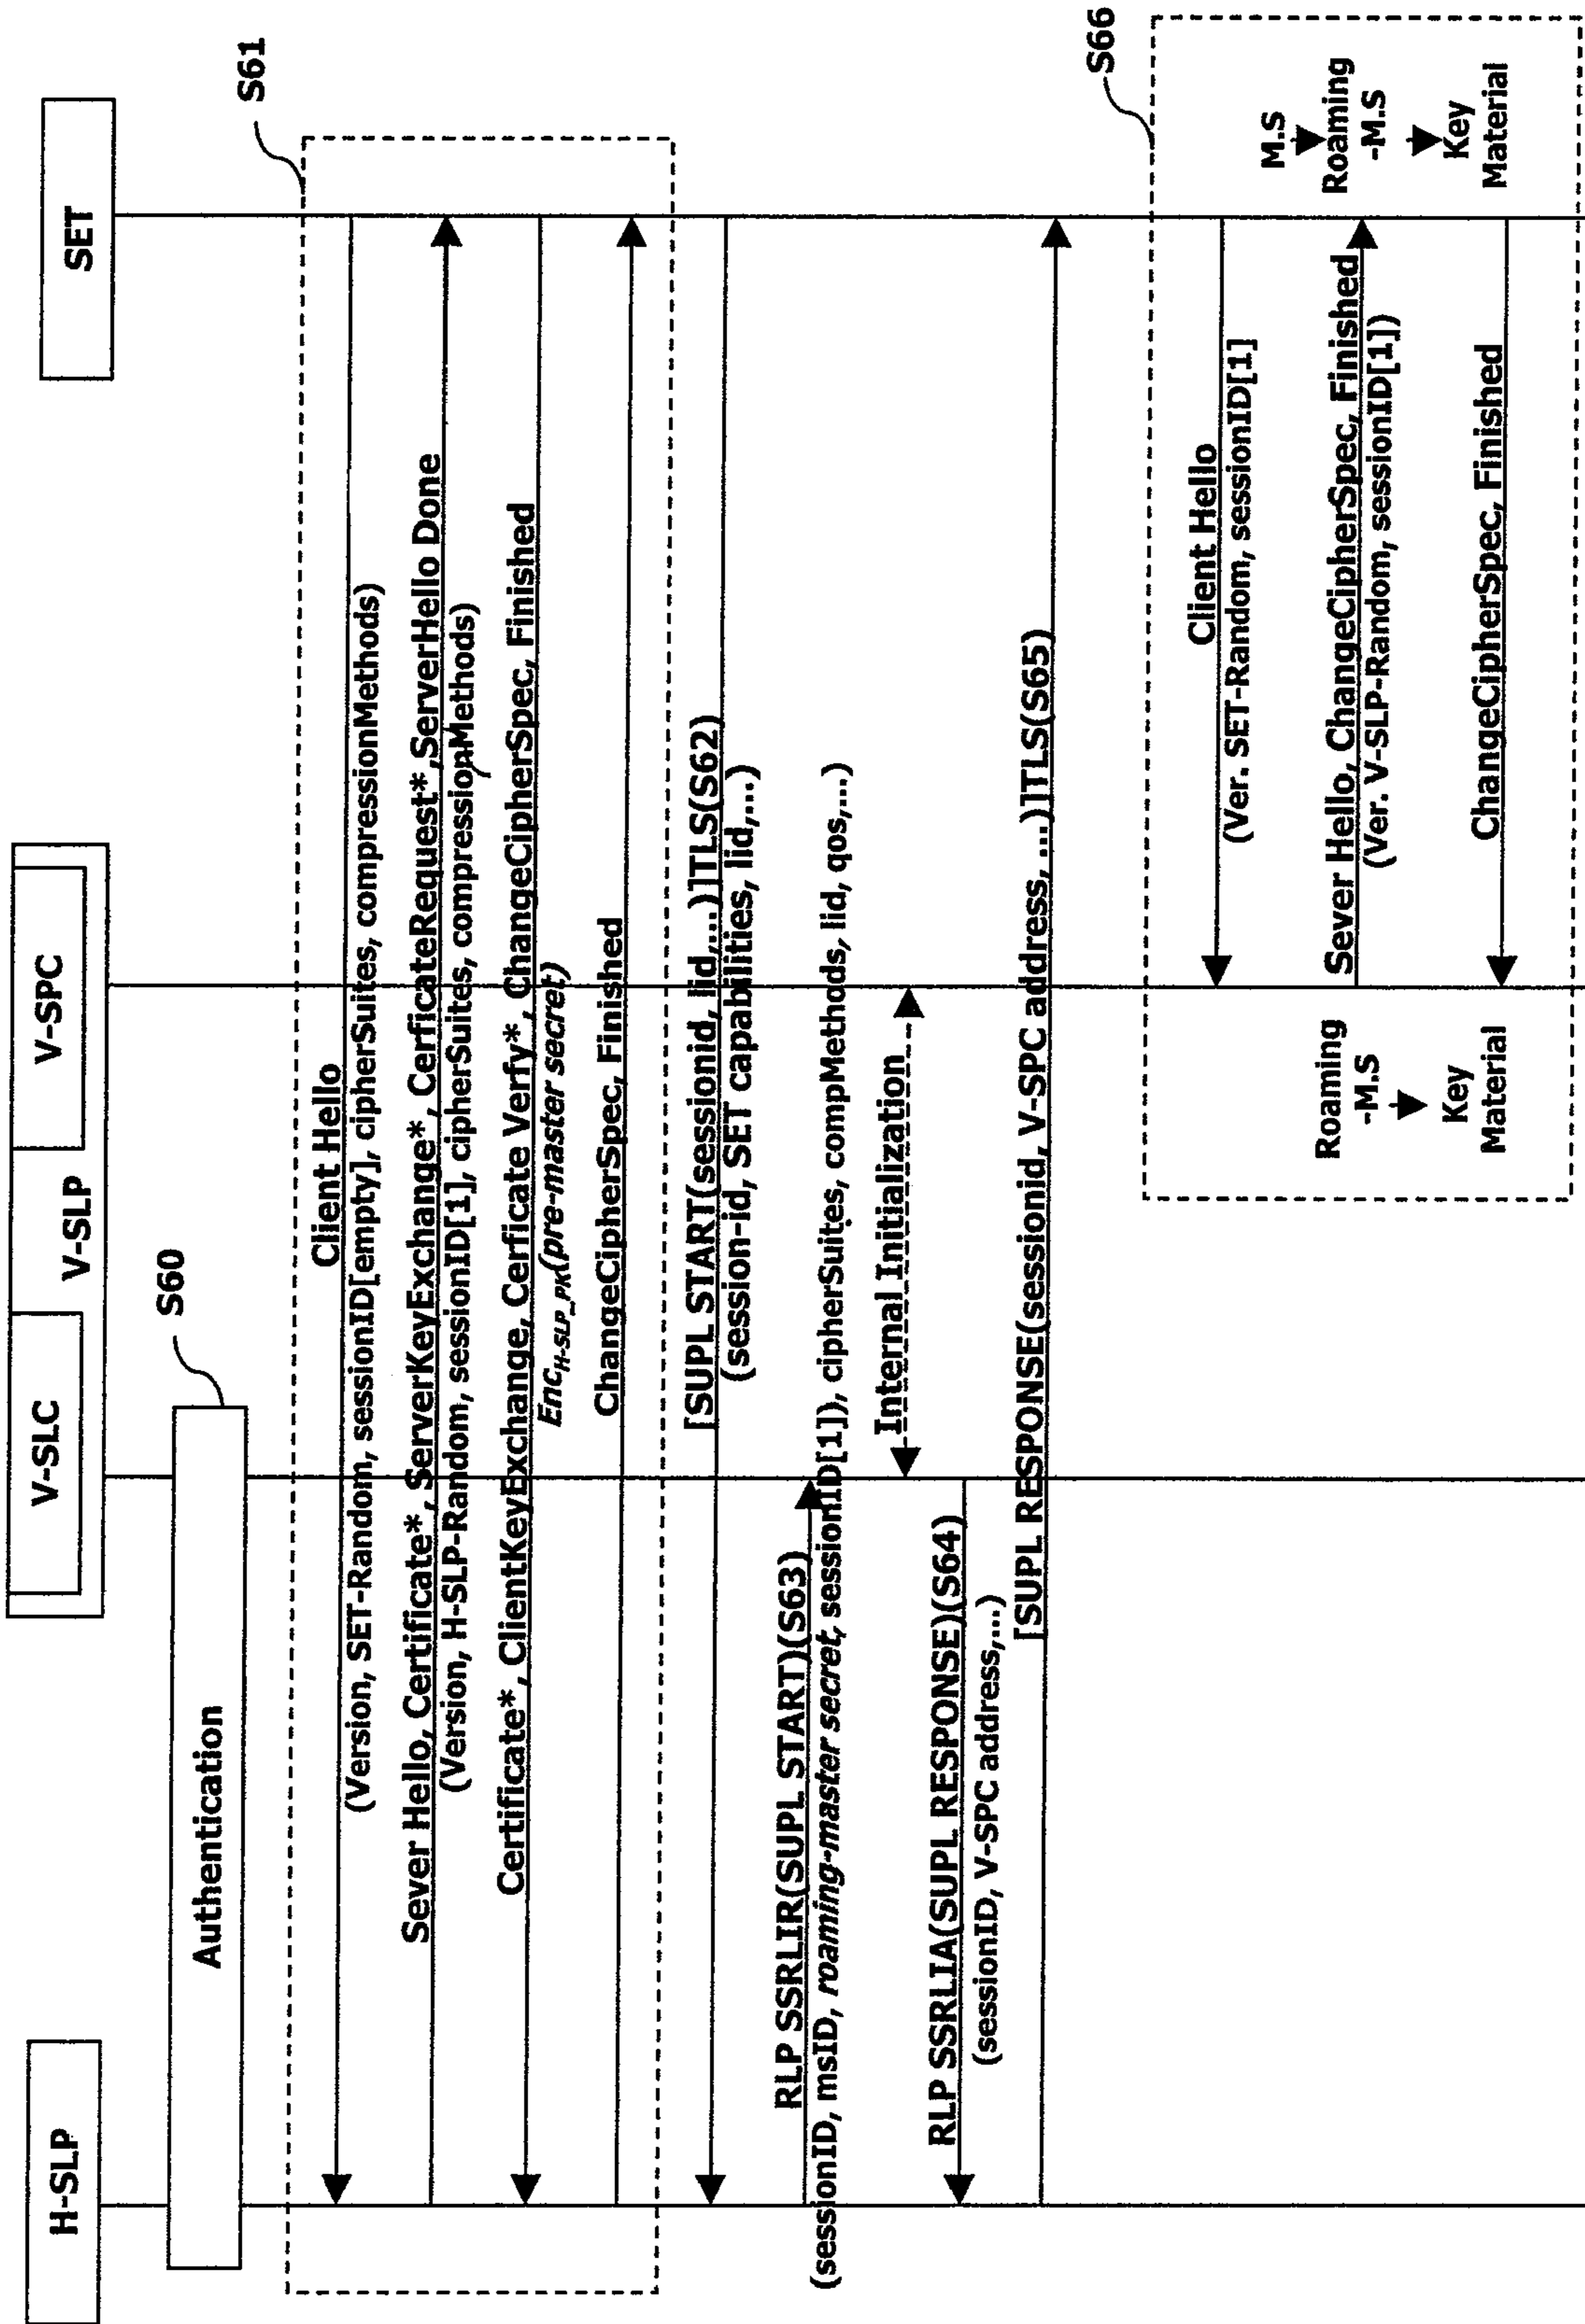 H-SLP
V-SLC
V-SLP
V-SPC
SET
S60
Authentication
S61
Client Hello
(Version, SET-Random, sessionID[empty], cipherSuites, compressionMethods)
Sever Hello, Certificate*, ServerKeyExchange*, CerficateRequest*,ServerHello Done
(Version, H-SLP-Random, sessionID[1], cipherSuites, compressionMethods)
Certificate*, ClientKeyExchange, Cerficate Verfy*, ChangeCipherSpec, Finished
EncH-SLP_PK(pre-master secret)
ChangeCipherSpec, Finished
[SUPL START(sessionid, lid,...)]TLS(S62)
(session-id, SET capabilities, lid,...)
RLP SSRLIR(SUPL START)(S63)
(sessionID, msID, roaming-master secret, sessionID[1]), cipherSuites, compMethods, lid, qos,...)
Internal Initialization
RLP SSRLIA(SUPL RESPONSE)(S64)
(sessionID, V-SPC address,...)
[SUPL RESPONSE(sessionid, V-SPC address, ...)]TLS(S65)
S66
Client Hello
(Ver. SET-Random, sessionID[1]
Sever Hello, ChangeCipherSpec, Finished
(Ver. V-SLP-Random, sessionID[1])
ChangeCipherSpec, Finished
Roaming
-M.S
Key
Material
M.S
Roaming
-M.S
Key
Material